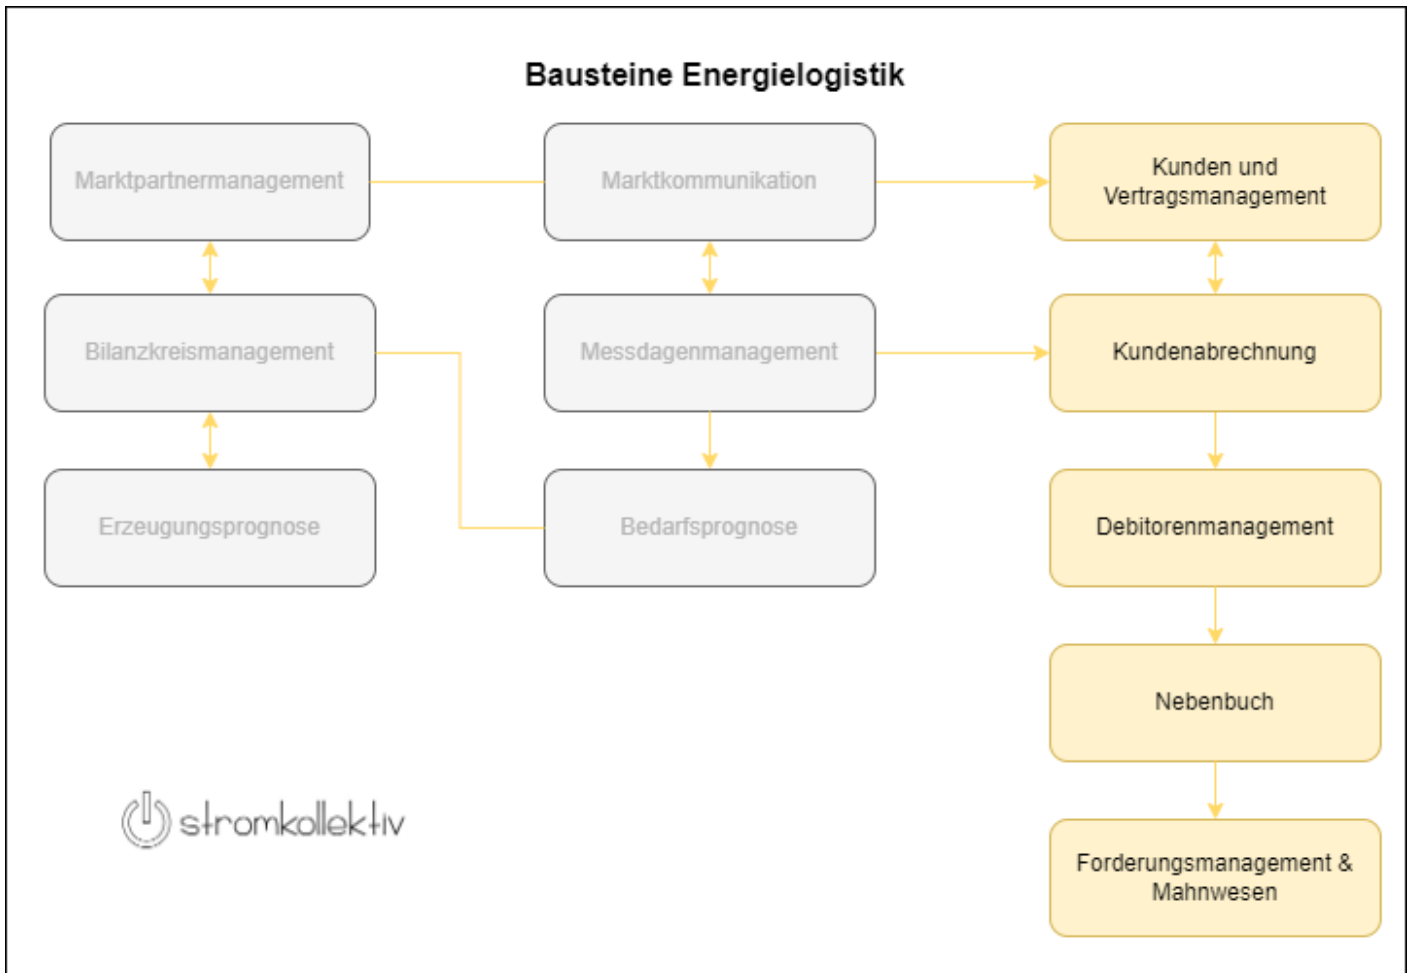 Bausteine Energielogistik
Marktpartnermanagement
Marktkommunikation
Kunden und
Vertragsmanagement
Bilanzkreismanagement
Messdagenmanagement
Kundenabrechnung
Erzeugungsprognose
Bedarfsprognose
Debitorenmanagement
Nebenbuch
stromkollektiv
Forderungsmanagement &
Mahnwesen